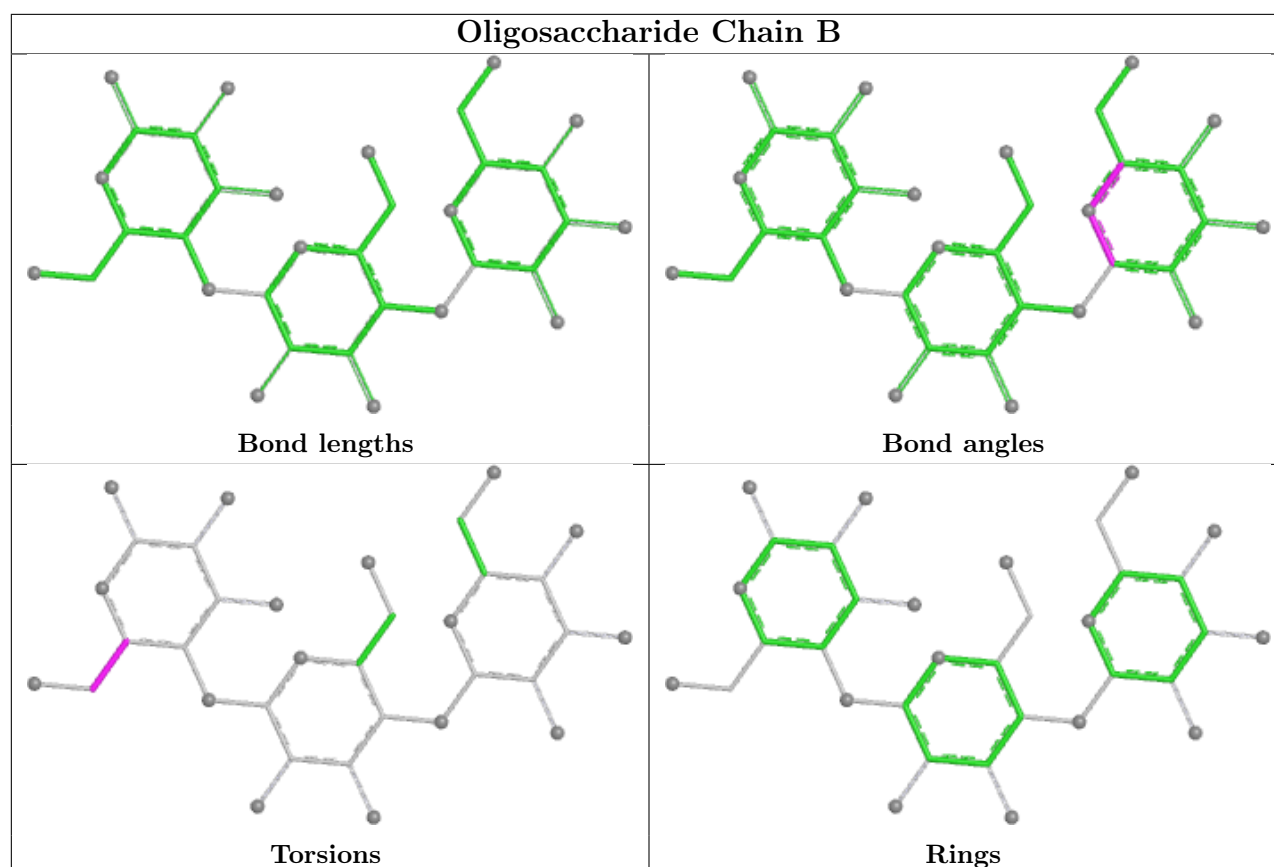 Oligosaccharide Chain B
Bond lengths
Bond angles
Torsions
Rings